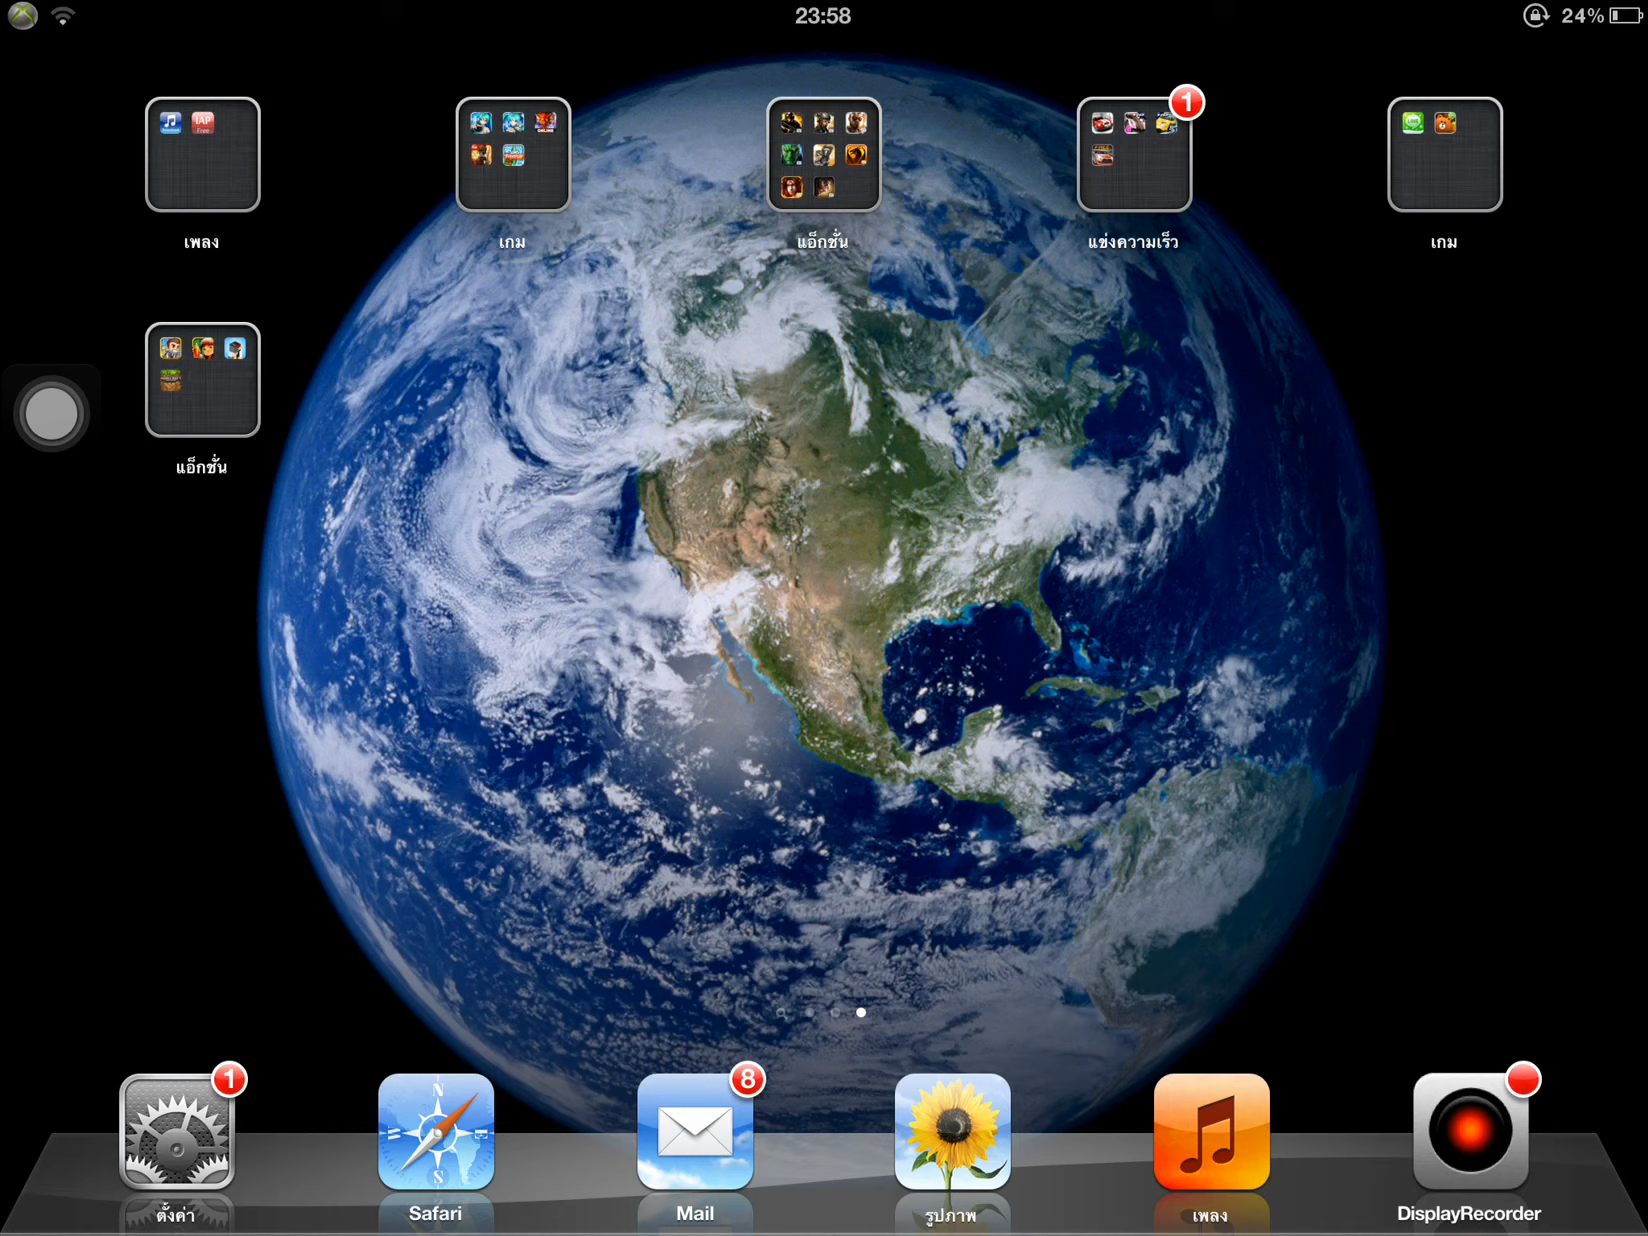 23:58
24%
1
IAP
Free
เพลง
เกม
แอ็กชั่น
แข่งความเร็ว
เกม
แอ็กชั่น
1
8
N
S
ตั้งค่า
Safari
Mail
รูปภาพ
เพลง
DisplayRecorder